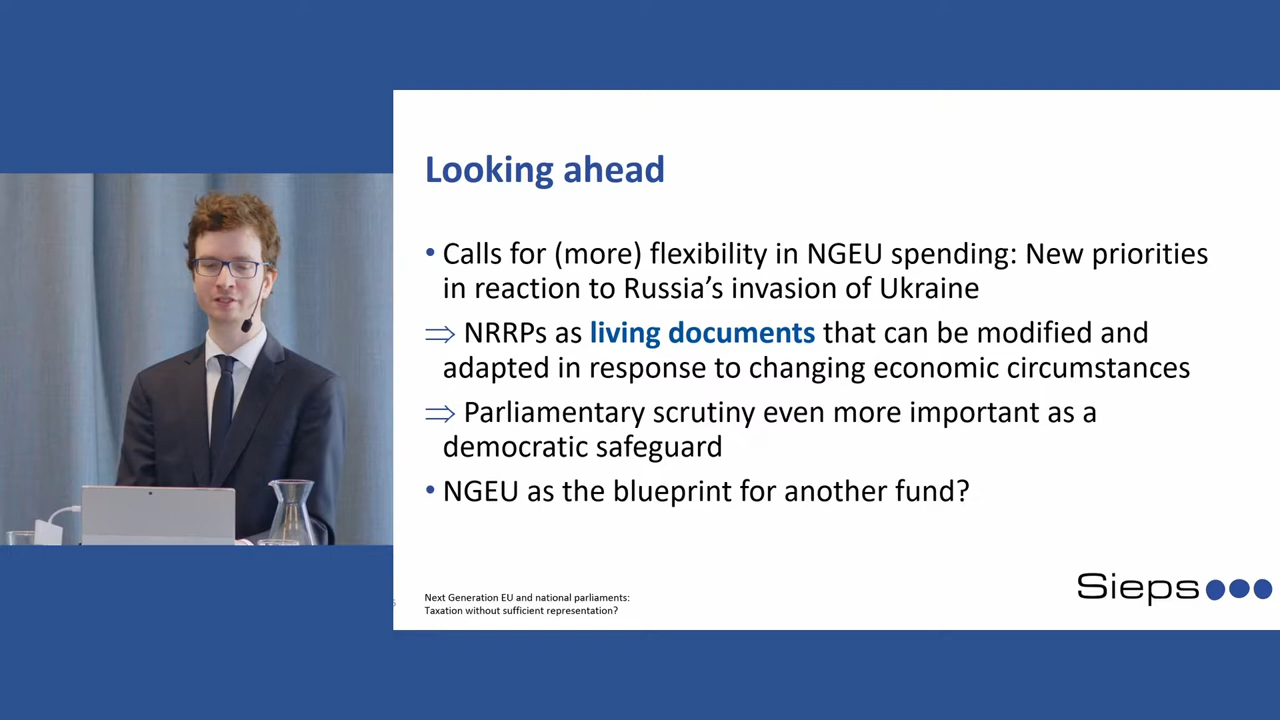 Looking ahead
• Calls for (more) flexibility in NGEU spending: New priorities
in reaction to Russia’s invasion of Ukraine
⇒ NRRPs as living documents that can be modified and
adapted in response to changing economic circumstances
⇒ Parliamentary scrutiny even more important as a
democratic safeguard
• NGEU as the blueprint for another fund?
Next Generation EU and national parliaments:
Taxation without sufficient representation?
Sieps